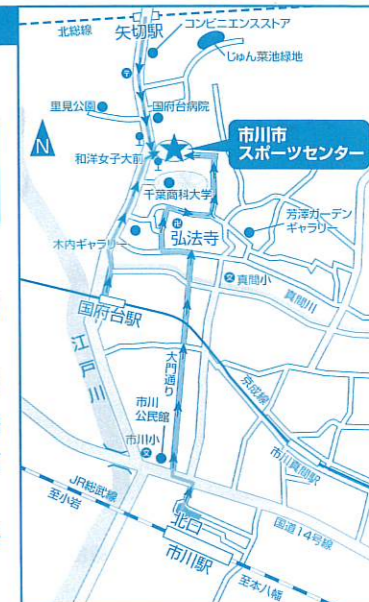 北総線
矢切駅
コンビニエンスストア
じゅん菜池緑地
里見公園
国府台病院
N
和洋女子大前
市川市
スポーツセンター
千葉商科大学
芳澤ガーデン
ギャラリー
木内ギャラリー
卍
弘法寺
文
真間小
真間川
国府台駅
江戸川
大門通り
京成線
市川
公民館
市川小
文
市川真間駅
JR総武線
至小岩
北口
国道14号線
市川駅
至本八幡